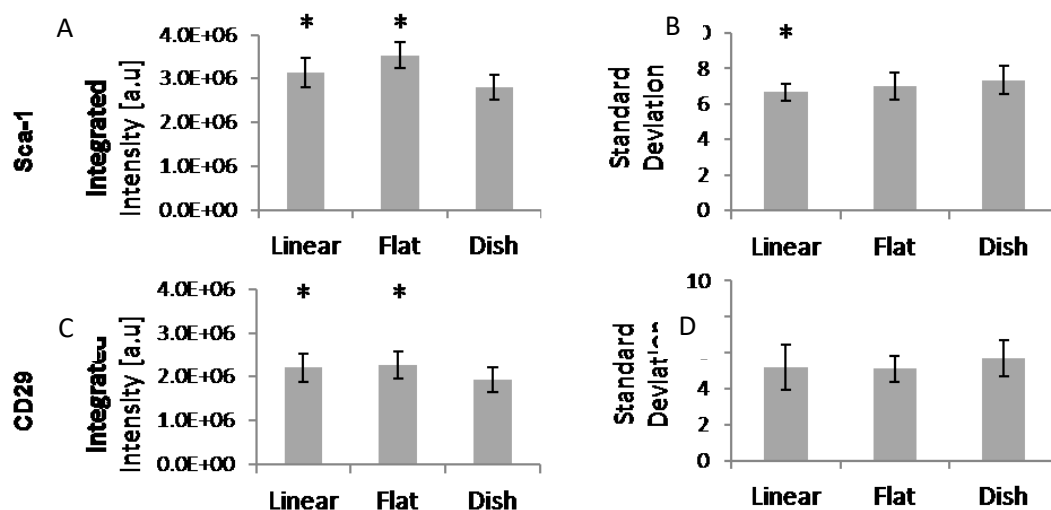 A
Sca-1
Integrated
Intensity [a.u]
4.0E+06
3.0E+06
2.0E+06
1.0E+06
0.0E+00
* *
Linear Flat Dish
B
Standard
Deviation
0
8
6
4
2
0
*
Linear Flat Dish
C
CD29
Integrated
Intensity [a.u]
4.0E+06
3.0E+06
2.0E+06
1.0E+06
0.0E+00
* *
Linear Flat Dish
D
Standard
Deviation
10
4
2
0
Linear Flat Dish